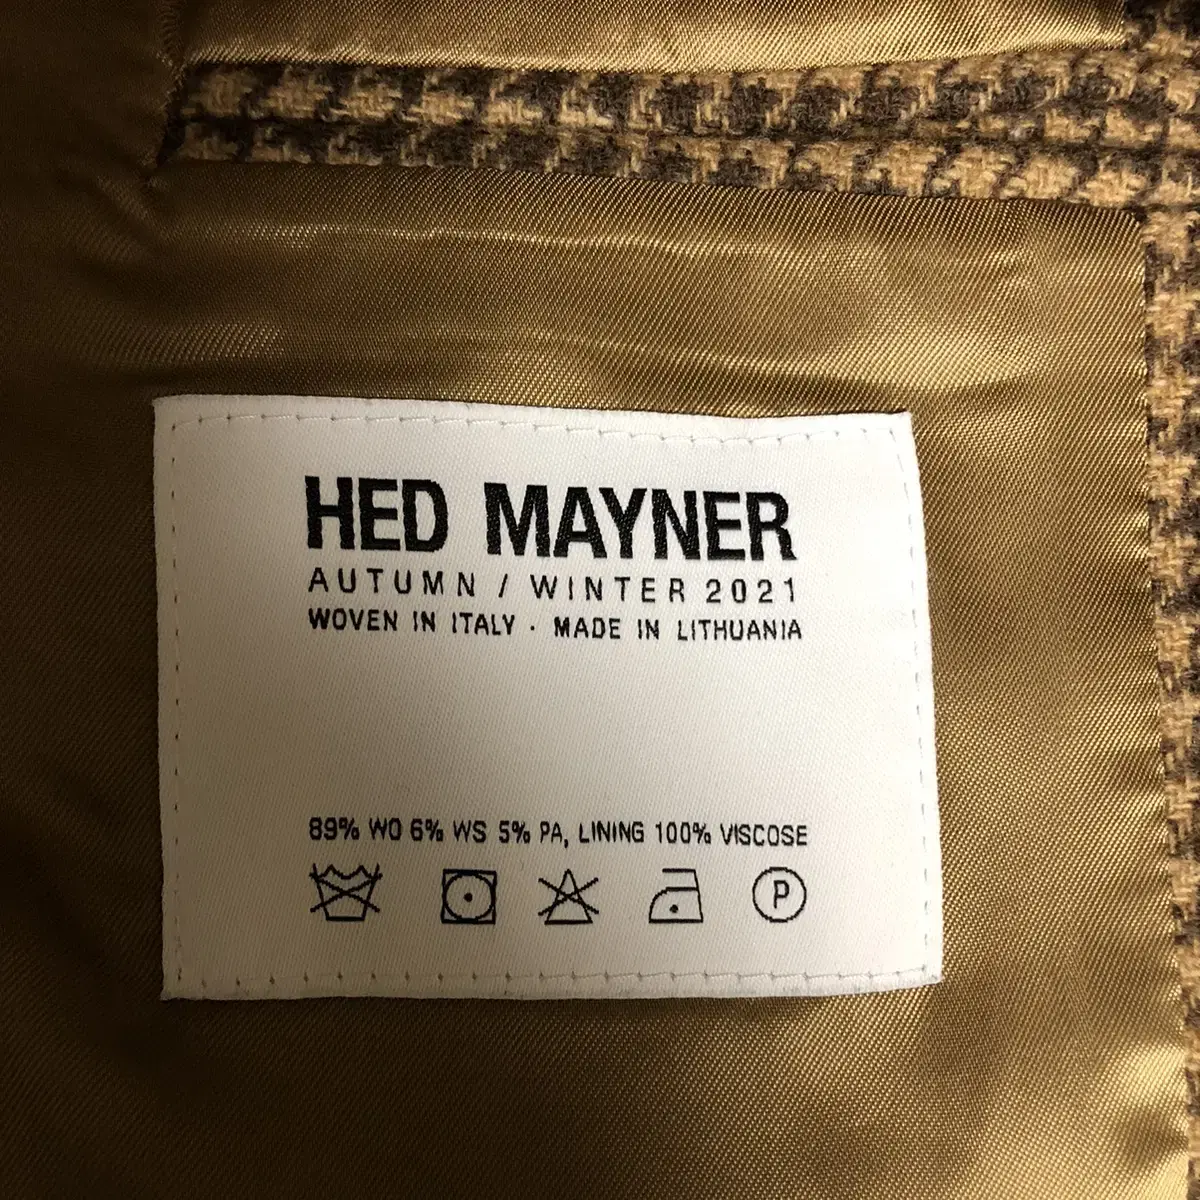 HED MAYNER
AUTUMN / WINTER 2021
WOVEN IN ITALY · MADE IN LITHUANIA
89% WO 6% WS 5% PA, LINING 100% VISCOSE
P